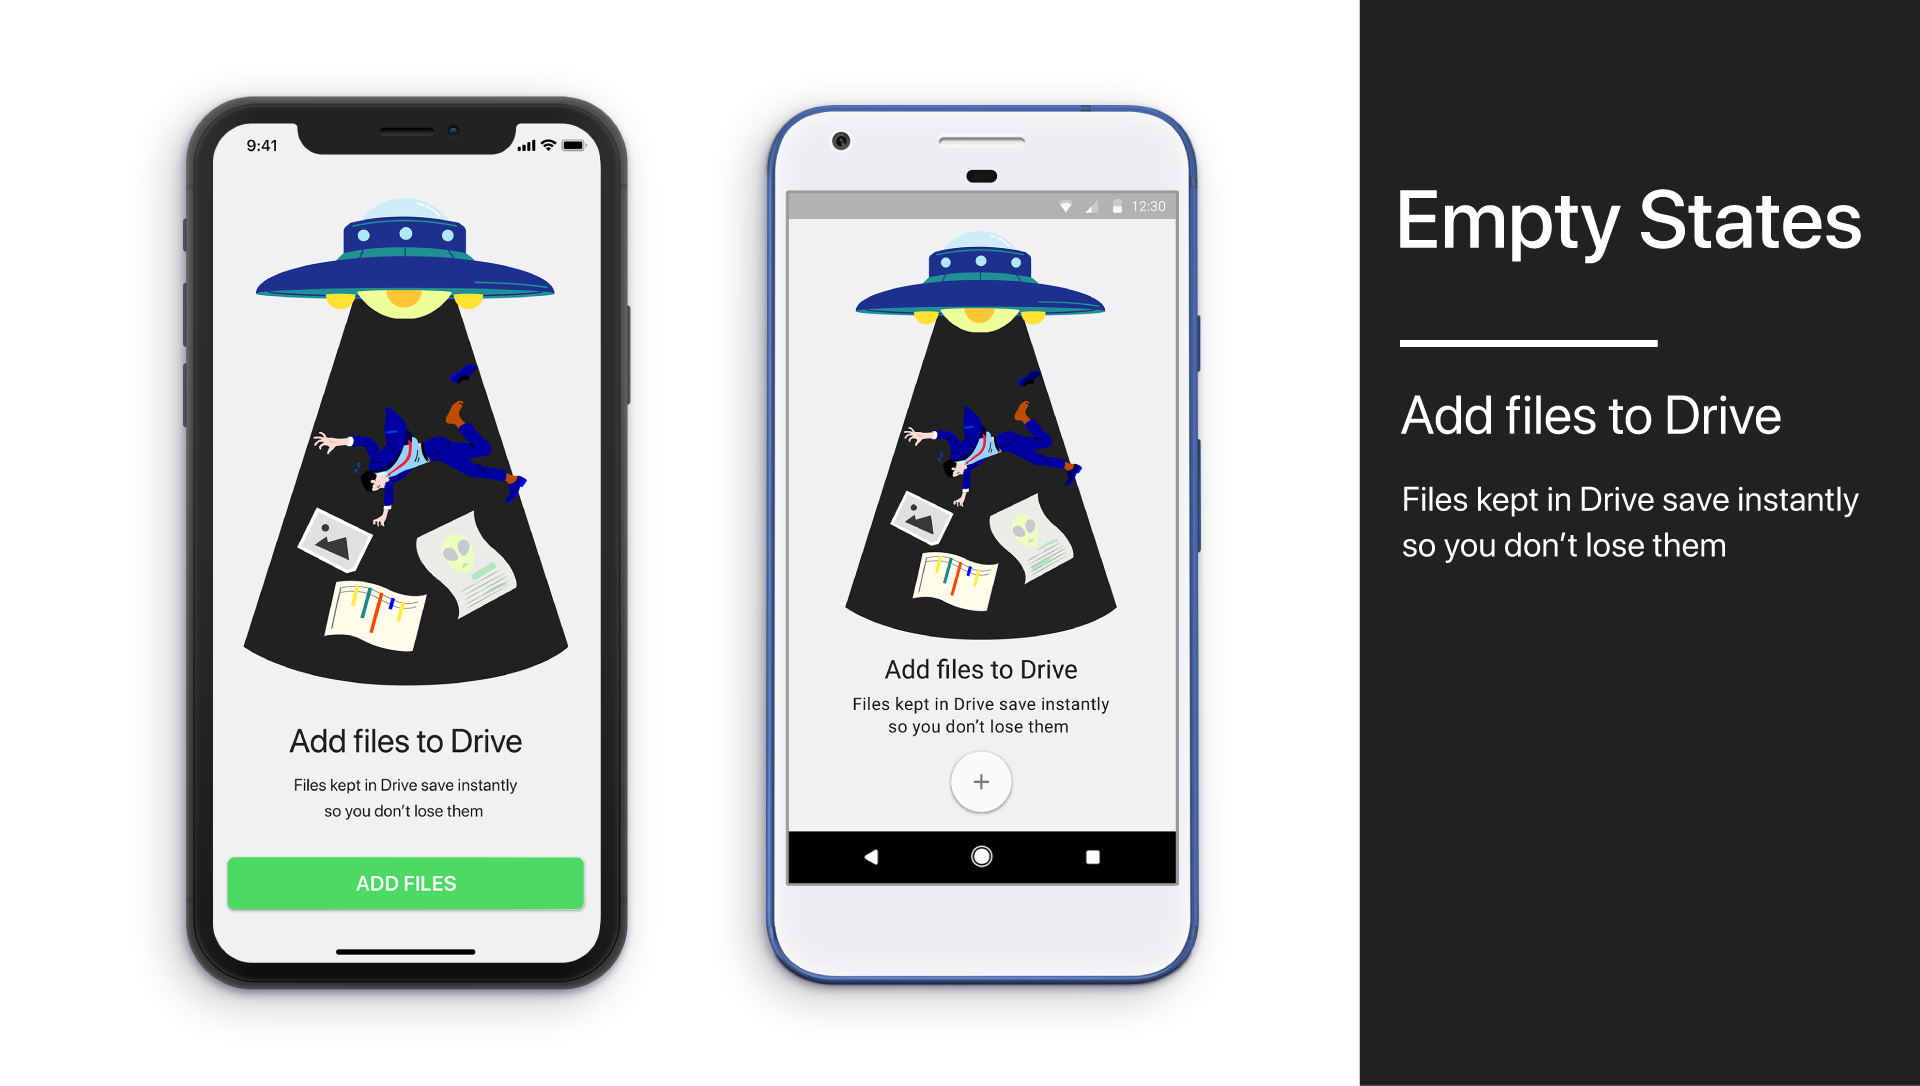 9:41
Add files to Drive
Files kept in Drive save instantly
so you don’t lose them
ADD FILES
12:30
Add files to Drive
Files kept in Drive save instantly
so you don’t lose them
+
Empty States
Add files to Drive
Files kept in Drive save instantly
so you don’t lose them